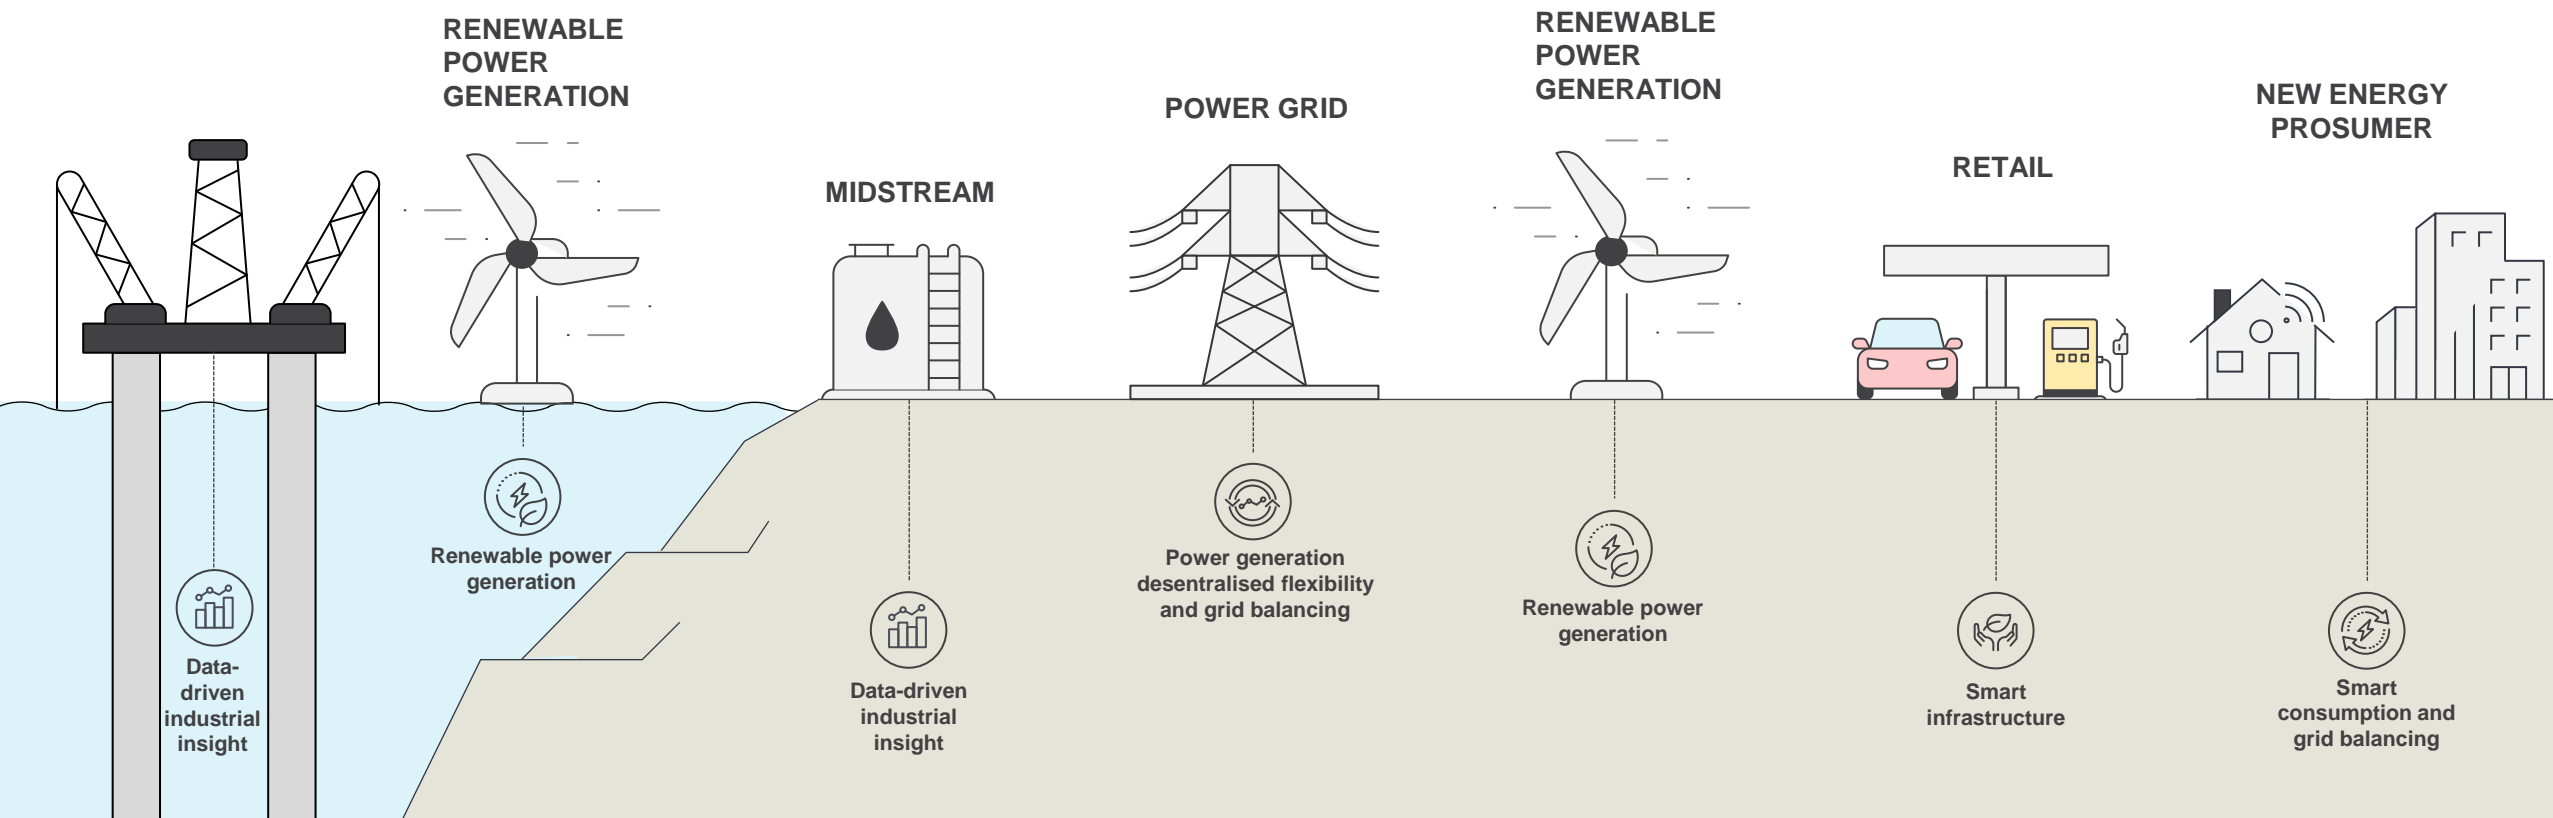 RENEWABLE
POWER
GENERATION
MIDSTREAM
POWER GRID
RENEWABLE
POWER
GENERATION
RETAIL
NEW ENERGY
PROSUMER
Data-
driven
industrial
insight
Renewable power
generation
Data-driven
industrial
insight
Power generation
desentralised flexibility
and grid balancing
Renewable power
generation
Smart
infrastructure
Smart
consumption and
grid balancing